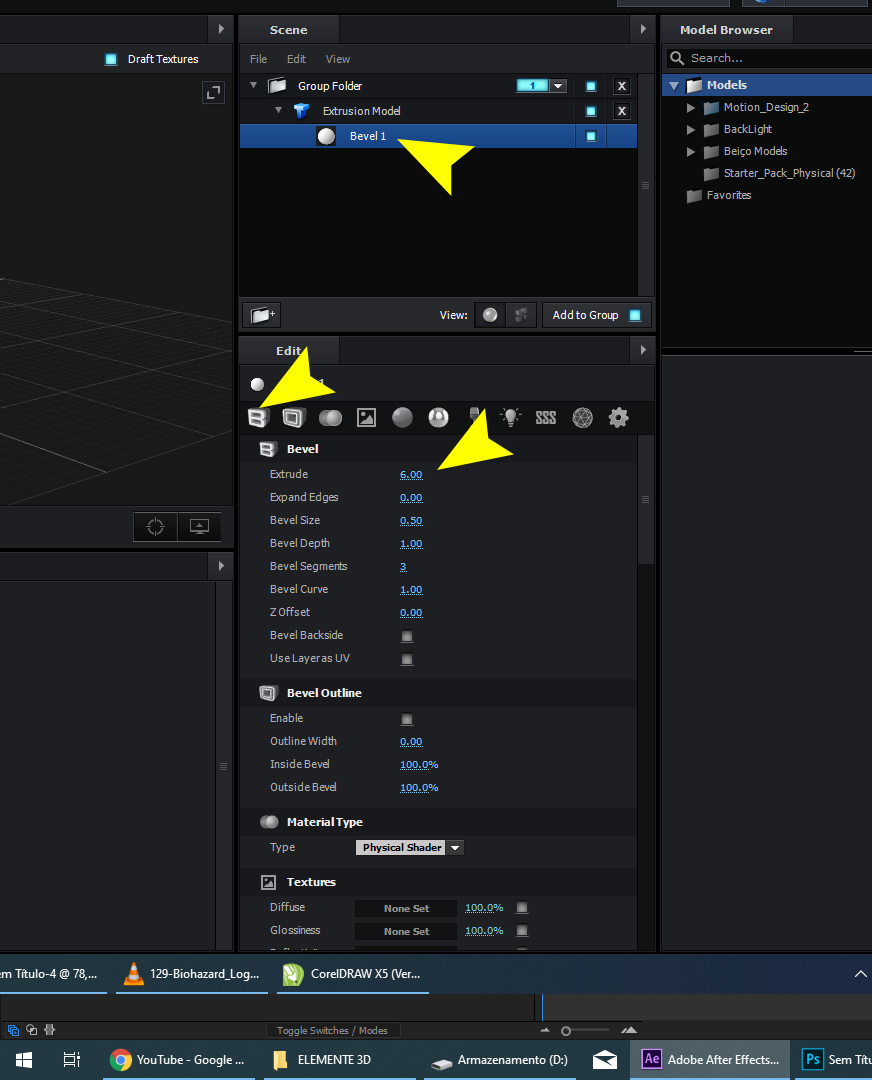 Scene
Model Browser
Draft Textures
File Edit View
Search...
Group Folder 1 X
Models
Extrusion Model X
Motion_Design_2
Bevel 1
BackLight
Beiço Models
Starter_Pack_Physical (42)
Favorites
View: Add to Group
Edit
Bevel
Extrude 6.00
Expand Edges 0.00
Bevel Size 0.50
Bevel Depth 1.00
Bevel Segments 3
Bevel Curve 1.00
Z Offset 0.00
Bevel Backside
Use Layer as UV
Bevel Outline
Enable
Outline Width 0.00
Inside Bevel 100.0%
Outside Bevel 100.0%
Material Type
Type Physical Shader
Textures
Diffuse None Set 100.0%
Glossiness None Set 100.0%
em Título-4 @ 78,... 129-Biohazard_Log... CorelDRAW X5 (Ver...
Toggle Switches / Modes
YouTube - Google ... ELEMENTE 3D Armazenamento (D:) Ae Adobe After Effects... Ps Sem Títu